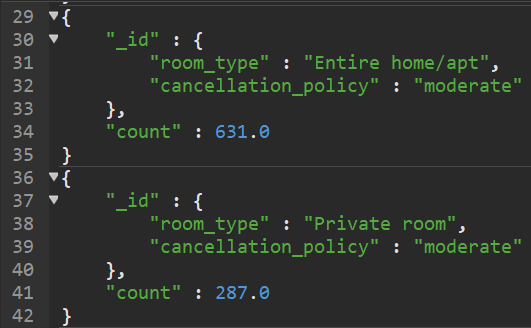 29 {
30 "_id" : {
31 "room_type" : "Entire home/apt",
32 "cancellation_policy" : "moderate"
33 },
34 "count" : 631.0
35 }
36 {
37 "_id" : {
38 "room_type" : "Private room",
39 "cancellation_policy" : "moderate"
40 },
41 "count" : 287.0
42 }